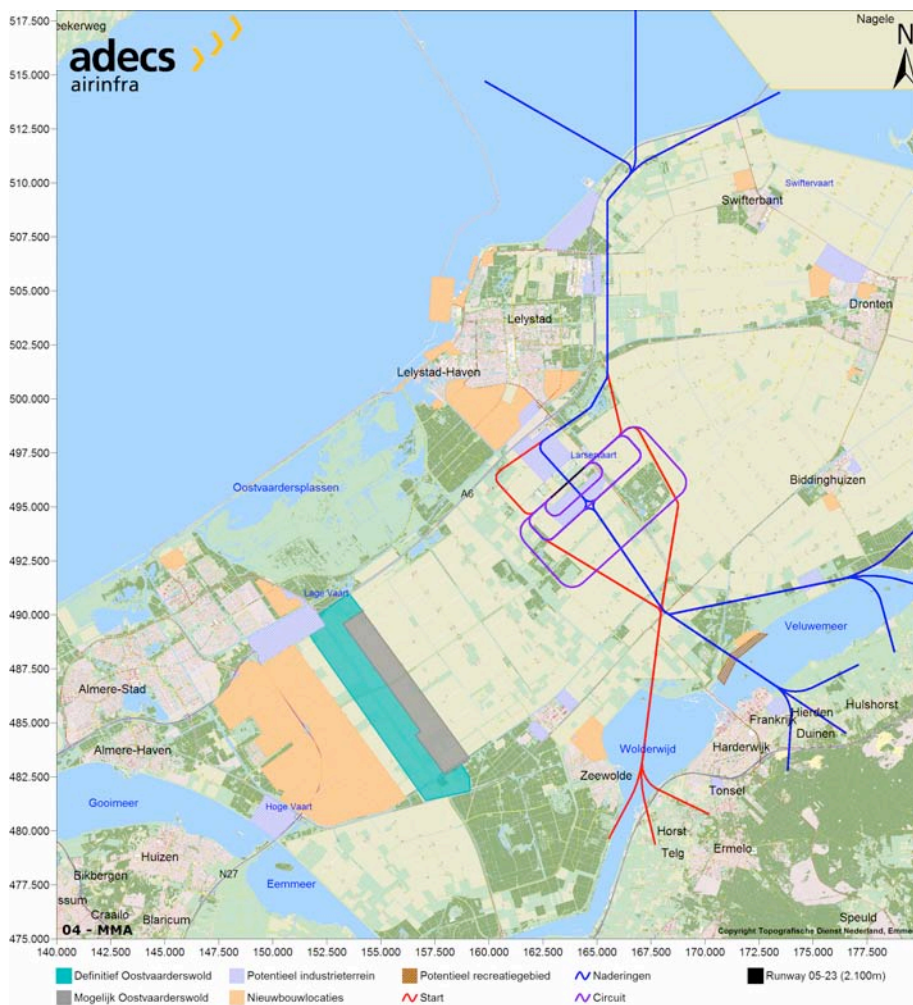 517.500
515.000
512.500
510.000
507.500
505.000
502.500
500.000
497.500
495.000
492.500
490.000
487.500
485.000
482.500
480.000
477.500
475.000
eekerweg
adecs
airinfra
Nagele
N
Swiftervaart
Swifterbant
Dronten
Lelystad
Lelystad-Haven
Larservaart
Biddinghuizen
Oostvaardersplassen
A6
Lage Vaart
Veluwemeer
Almere-Stad
Almere-Haven
Hulshorst
Hierden
Frankrijk
Duinen
Harderwijk
Wolderwijd
Zeewolde
Tonsel
Gooimeer
Hoge Vaart
Horst
Telg
Ermelo
Huizen
Bikbergen
N27
Eemmeer
ssum
Craailo
Blaricum
Speuld
04 - MMA
Copyright Topografische Dienst Nederland, Emme
140.000 142.500 145.000 147.500 150.000 152.500 155.000 157.500 160.000 162.500 165.000 167.500 170.000 172.500 175.000 177.500
Definitief Oostvaarderswold
Potentieel industrieterrein
Potentieel recreatiegebied
Naderingen
Runway 05-23 (2.100m)
Mogelijk Oostvaarderswold
Nieuwbouwlocaties
Start
Circuit